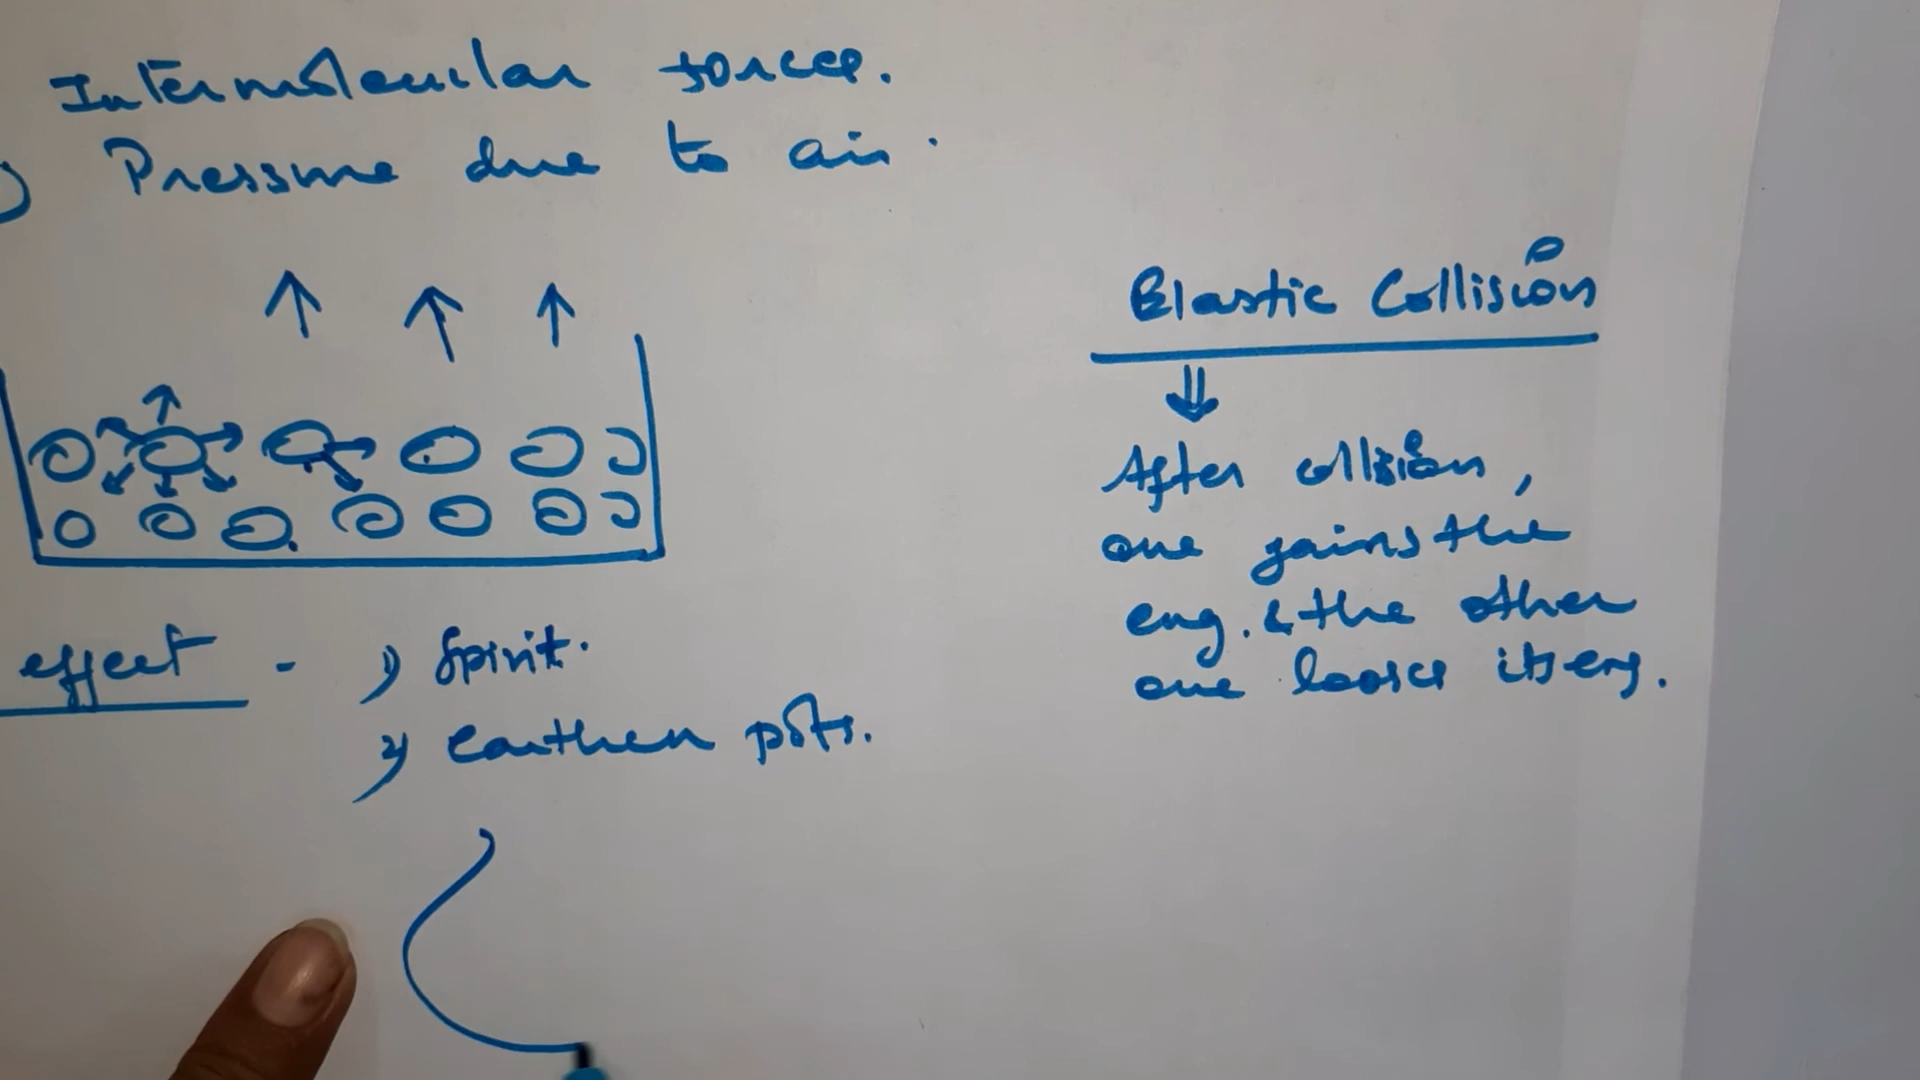 Intermolecular forces.
) Pressure due to air.
Elastic Collision
After collision,
one gains the
eng. & the other
one looses its eng.
effect - 1) Spirit.
2) earthen pots.